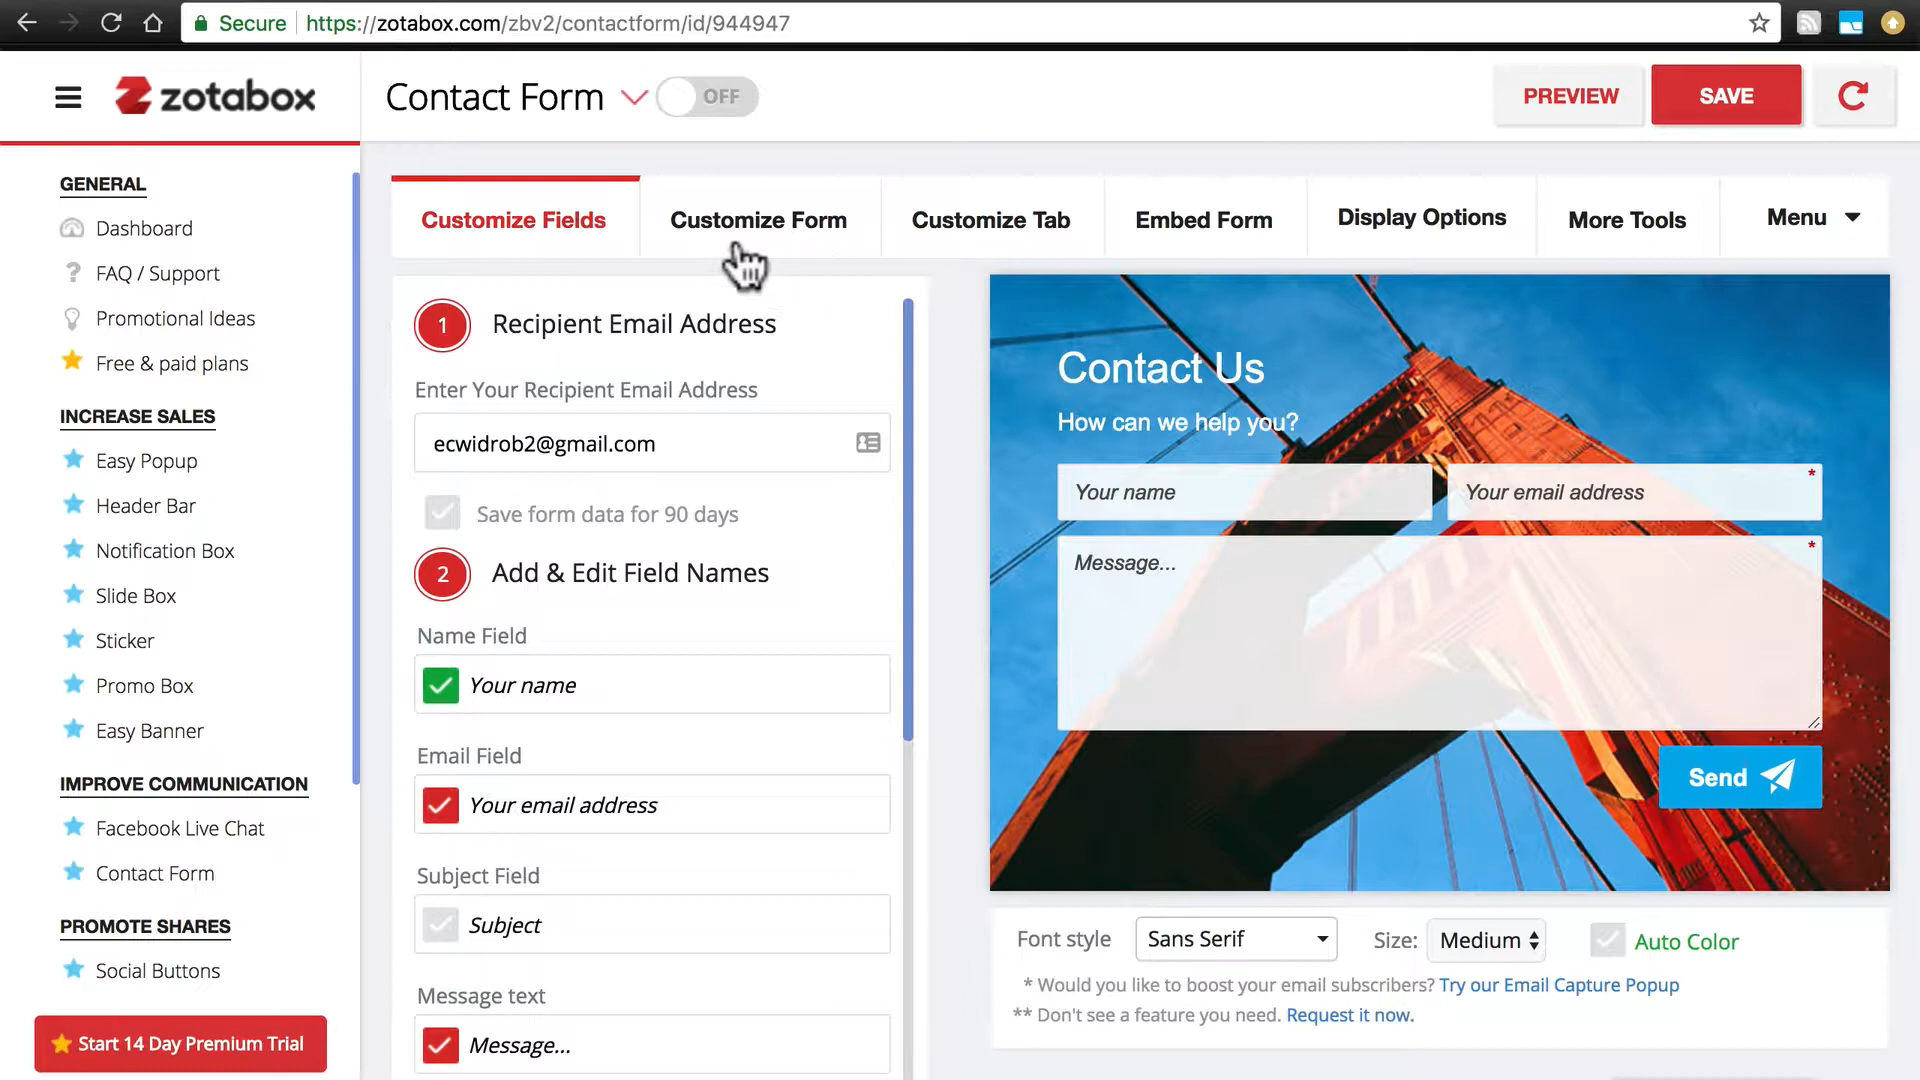 Secure
https://zotabox.com/zbv2/contactform/id/944947
zotabox
Contact Form
OFF
PREVIEW
SAVE
GENERAL
Dashboard
FAQ / Support
Promotional Ideas
Free & paid plans
INCREASE SALES
Easy Popup
Header Bar
Notification Box
Slide Box
Sticker
Promo Box
Easy Banner
IMPROVE COMMUNICATION
Facebook Live Chat
Contact Form
PROMOTE SHARES
Social Buttons
Start 14 Day Premium Trial
Customize Fields
Customize Form
Customize Tab
Embed Form
Display Options
More Tools
Menu
1 Recipient Email Address
Enter Your Recipient Email Address
ecwidrob2@gmail.com
Save form data for 90 days
2 Add & Edit Field Names
Name Field
Your name
Email Field
Your email address
Subject Field
Subject
Message text
Message...
Contact Us
How can we help you?
Your name
Your email address *
Message... *
Send
Font style Sans Serif Size: Medium Auto Color
* Would you like to boost your email subscribers? Try our Email Capture Popup
** Don't see a feature you need. Request it now.